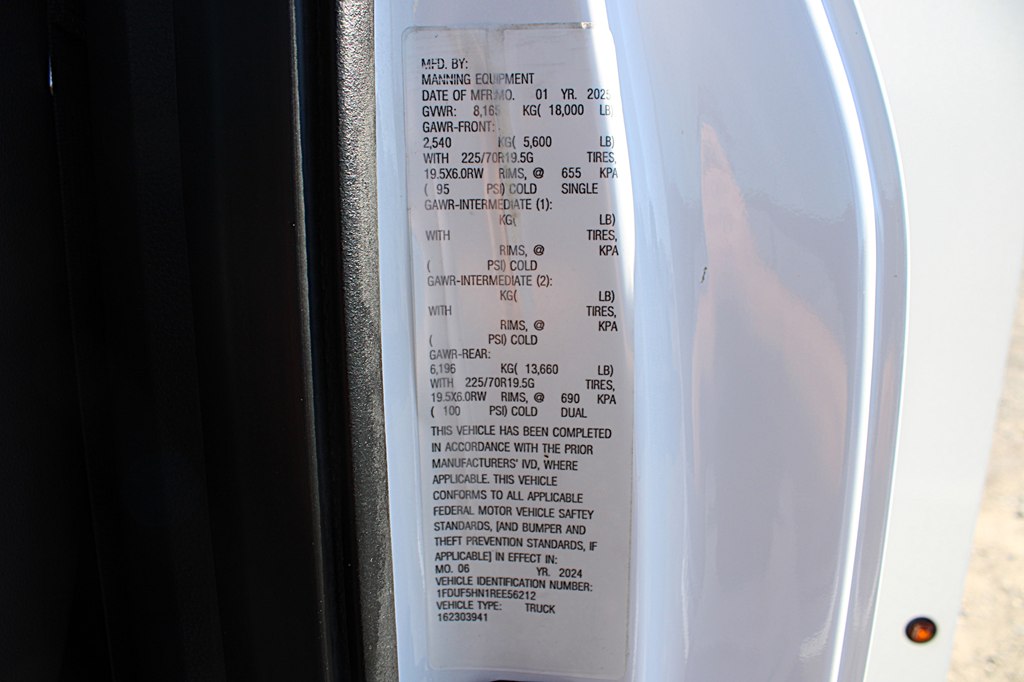 MFD. BY:
MANNING EQUIPMENT
DATE OF MFR:MO. 01 YR. 2025
GVWR: 8,165 KG( 18,000 LB)
GAWR-FRONT:
2,540 KG( 5,600 LB)
WITH 225/70R19.5G TIRES,
19.5X6.0RW RIMS, @ 655 KPA
( 95 PSI) COLD SINGLE
GAWR-INTERMEDIATE (1):
KG( LB)
WITH TIRES,
RIMS, @ KPA
( PSI) COLD
GAWR-INTERMEDIATE (2):
KG( LB)
WITH TIRES,
RIMS, @ KPA
( PSI) COLD
GAWR-REAR:
6,196 KG( 13,660 LB)
WITH 225/70R19.5G TIRES,
19.5X6.0RW RIMS, @ 690 KPA
( 100 PSI) COLD DUAL
THIS VEHICLE HAS BEEN COMPLETED
IN ACCORDANCE WITH THE PRIOR
MANUFACTURERS' IVD, WHERE
APPLICABLE. THIS VEHICLE
CONFORMS TO ALL APPLICABLE
FEDERAL MOTOR VEHICLE SAFTEY
STANDARDS, [AND BUMPER AND
THEFT PREVENTION STANDARDS, IF
APPLICABLE] IN EFFECT IN:
MO. 06 YR. 2024
VEHICLE IDENTIFICATION NUMBER:
1FDUF5HN1REE56212
VEHICLE TYPE: TRUCK
162303941